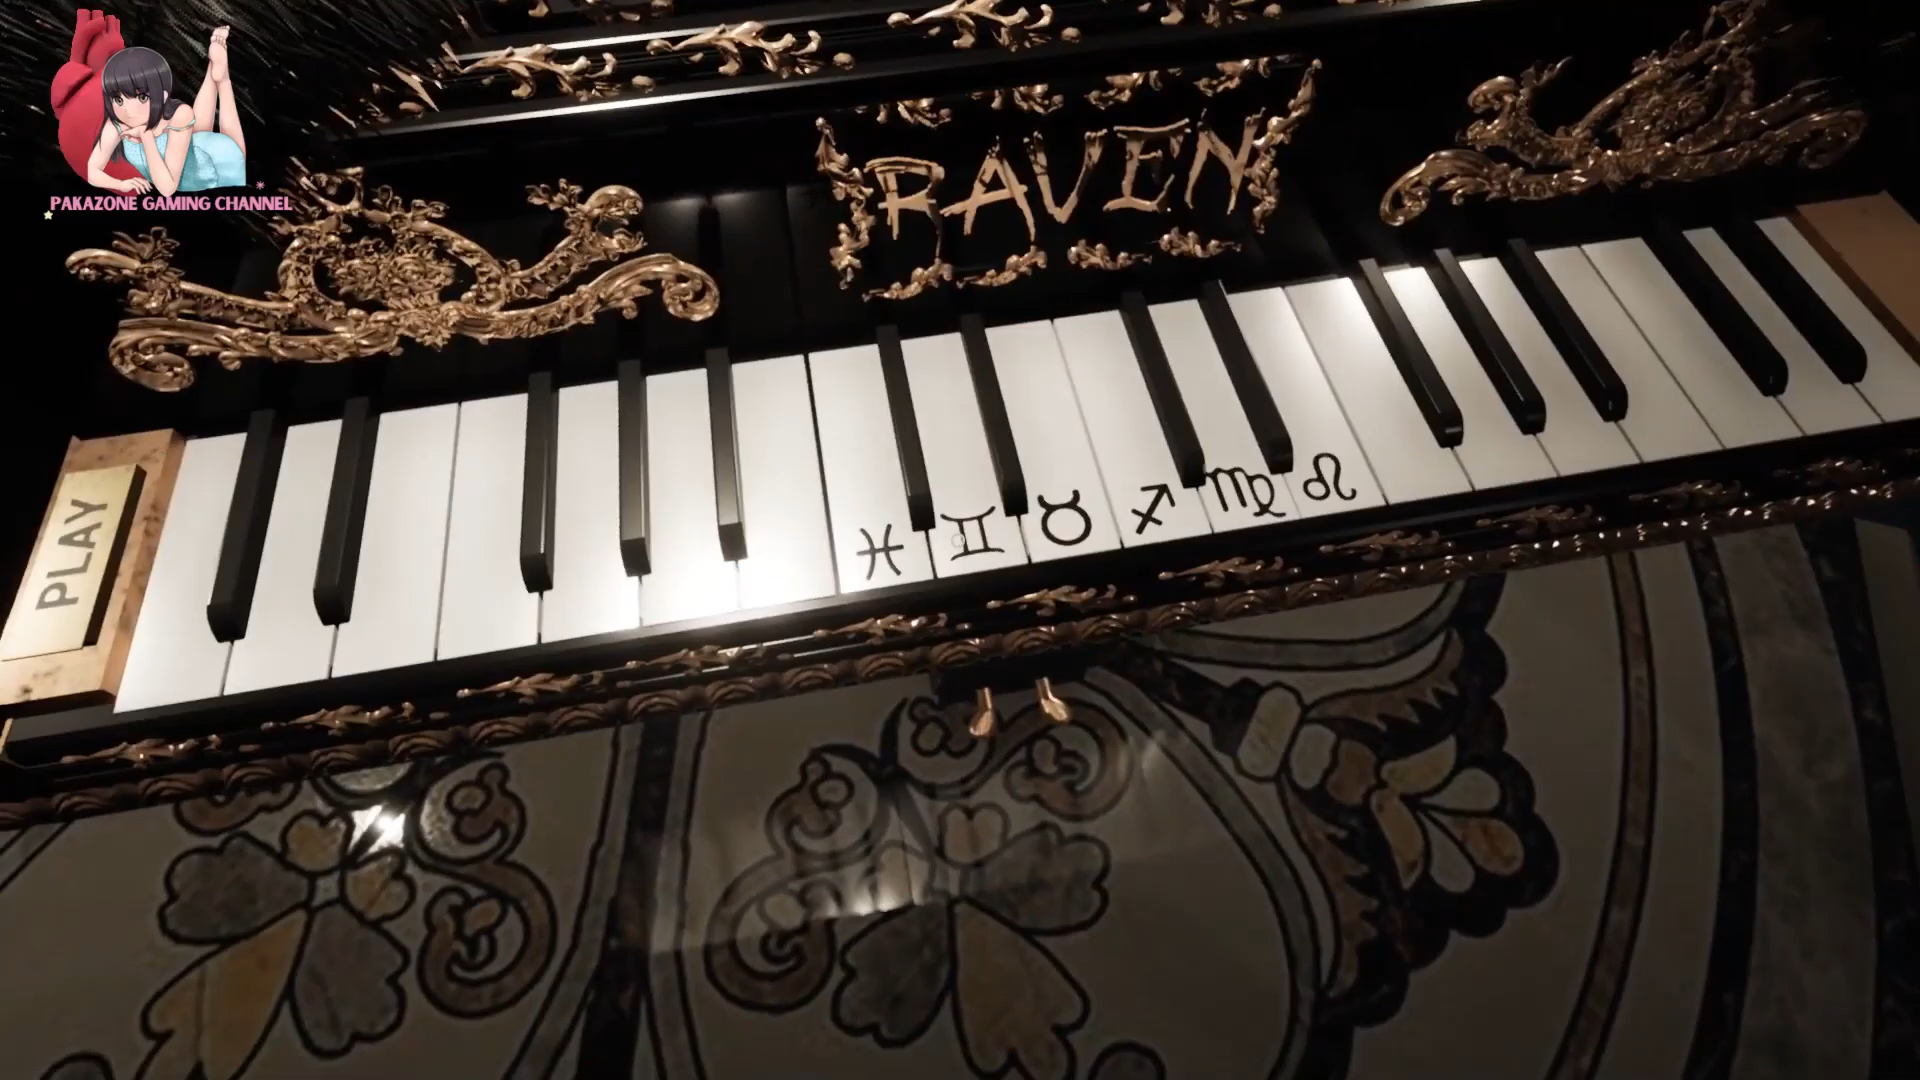 PAKAZONE GAMING CHANNEL
RAVEN
PLAY
♓ ♊ ♉ ♐ ♍ ♌